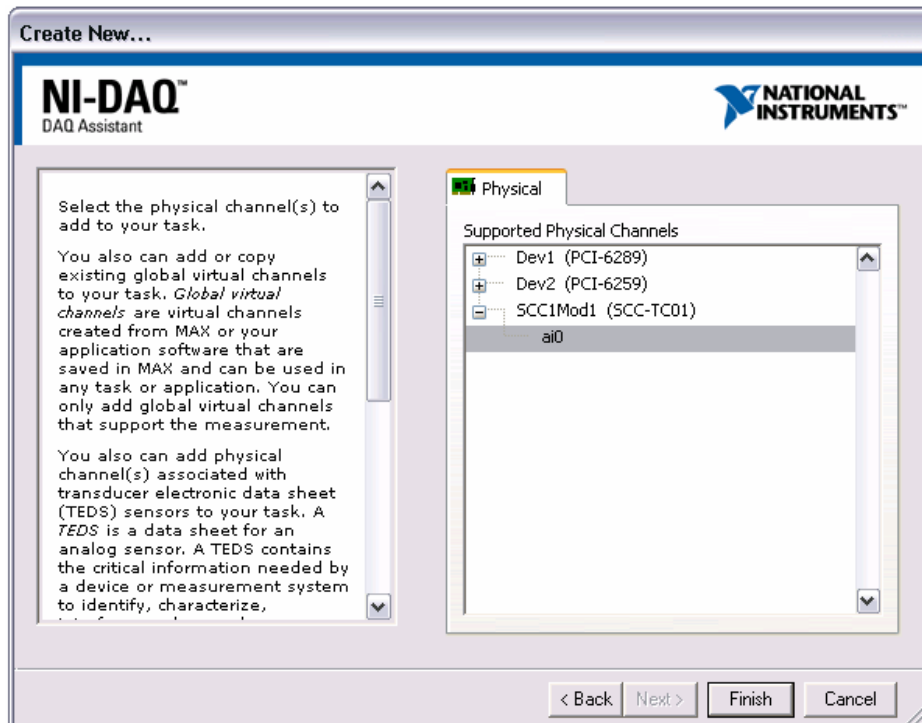 Create New...
NI-DAQ™
DAQ Assistant
NATIONAL
INSTRUMENTS™
Select the physical channel(s) to
add to your task.
You also can add or copy
existing global virtual channels
to your task. Global virtual
channels are virtual channels
created from MAX or your
application software that are
saved in MAX and can be used in
any task or application. You can
only add global virtual channels
that support the measurement.
You also can add physical
channel(s) associated with
transducer electronic data sheet
(TEDS) sensors to your task. A
TEDS is a data sheet for an
analog sensor. A TEDS contains
the critical information needed by
a device or measurement system
to identify, characterize,
Physical
Supported Physical Channels
Dev1 (PCI-6289)
Dev2 (PCI-6259)
SCC1Mod1 (SCC-TC01)
ai0
< Back
Next >
Finish
Cancel